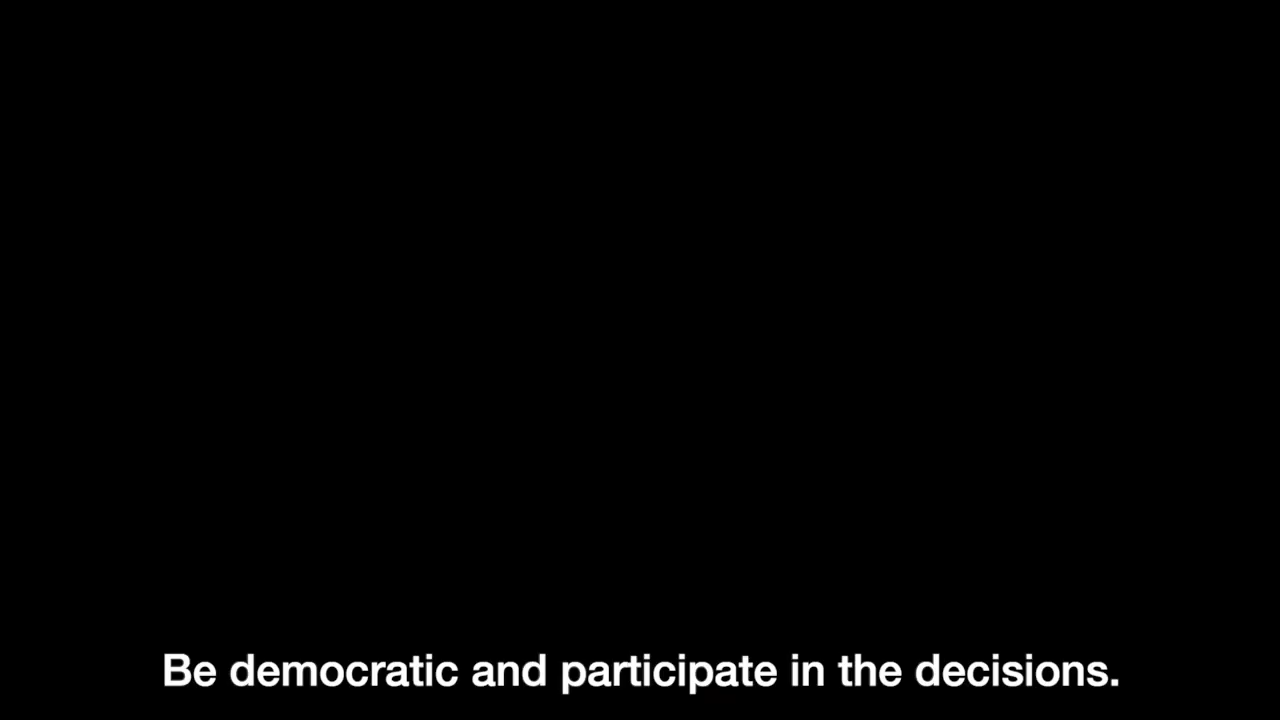 Be democratic and participate in the decisions.